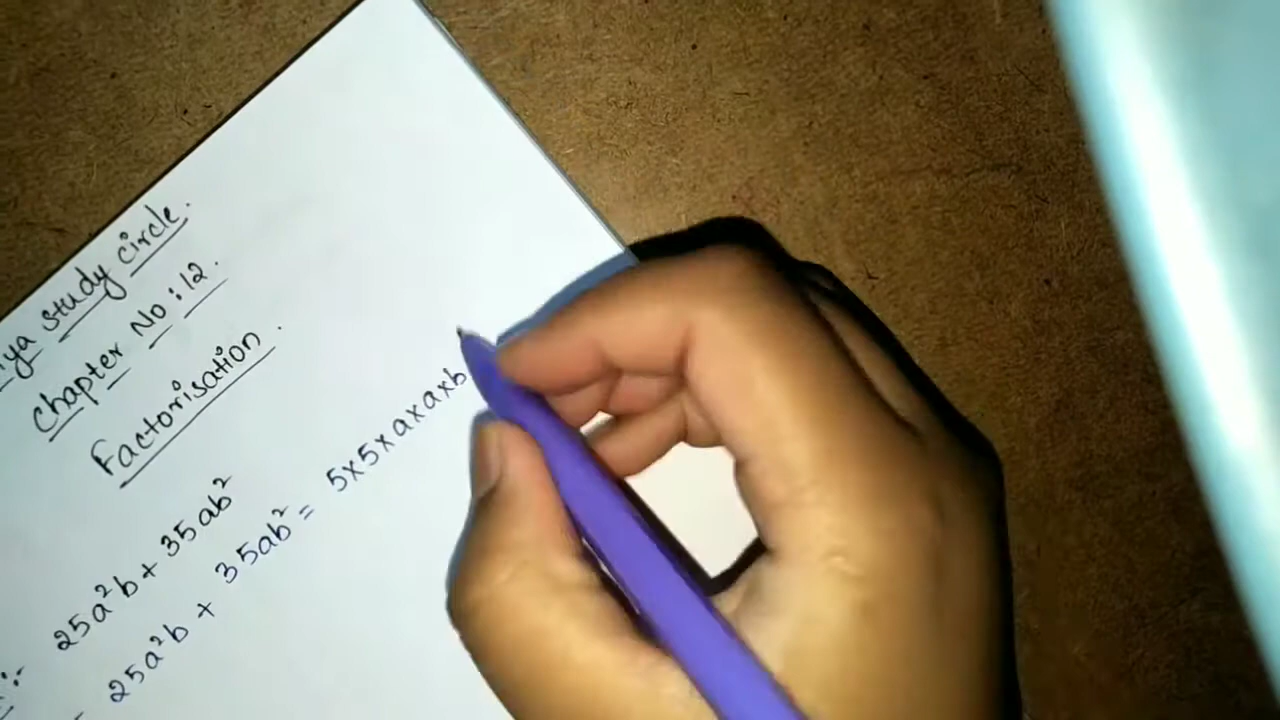 study circle.
Chapter No : 12.
Factorisation.
25a²b + 35ab²
25a²b + 35ab² = 5×5×a×a×b